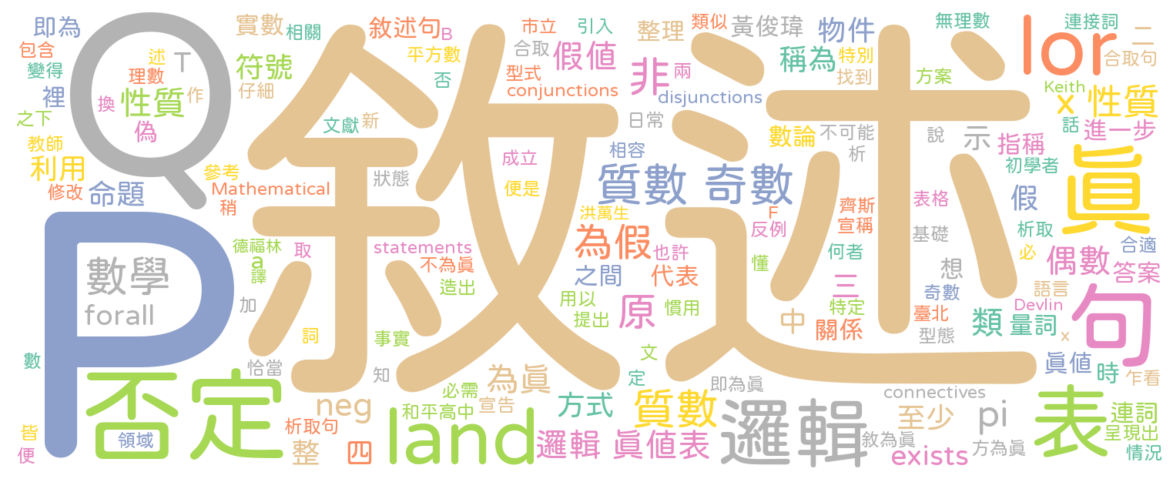 即為
實數
相關
敘述句
B
市立
引入
類似
黃俊瑋
物件
無理數
連接詞
二
包含
述
T
平方數
合取
整理
lor
合取句
變得
理數
符號
否
型式
假值
非
兩
稱為
特別
找到
方案
Keith
裡
換
性質
作
仔細
conjunctions
disjunctions
x
性質
之下
偽
文獻
新
日常
數論
不可能
析
說
示
指稱
話
進一步
Q
敘述
教師
利用
參考
成立
相容
初學者
修改
命題
Mathematical
稍
狀態
便是
質數
奇數
眞
洪萬生
F
反例
齊斯
宣稱
表格
假
析取
合適
基礎
必
德福林
a
譯
取
statements
不為眞
為假
也許
懂
何者
偶數
答案
P
數學
forall
加
造出
之間
代表
三
想
奇數
語言
Devlin
臺北
特定
用以
提出
慣用
原
中
關係
型態
類
量詞
x
句
詞
事實
文
數
恰當
知
為眞
定
即為眞
眞值
時
乍看
否定
neg
必需
宣告
方式
質數
connectives
至少
pi
表
連詞
呈現出
皆
便
領域
析取句
整
四
和平高中
land
邏輯
眞值表
邏輯
敘為眞
exists
方為眞
情況